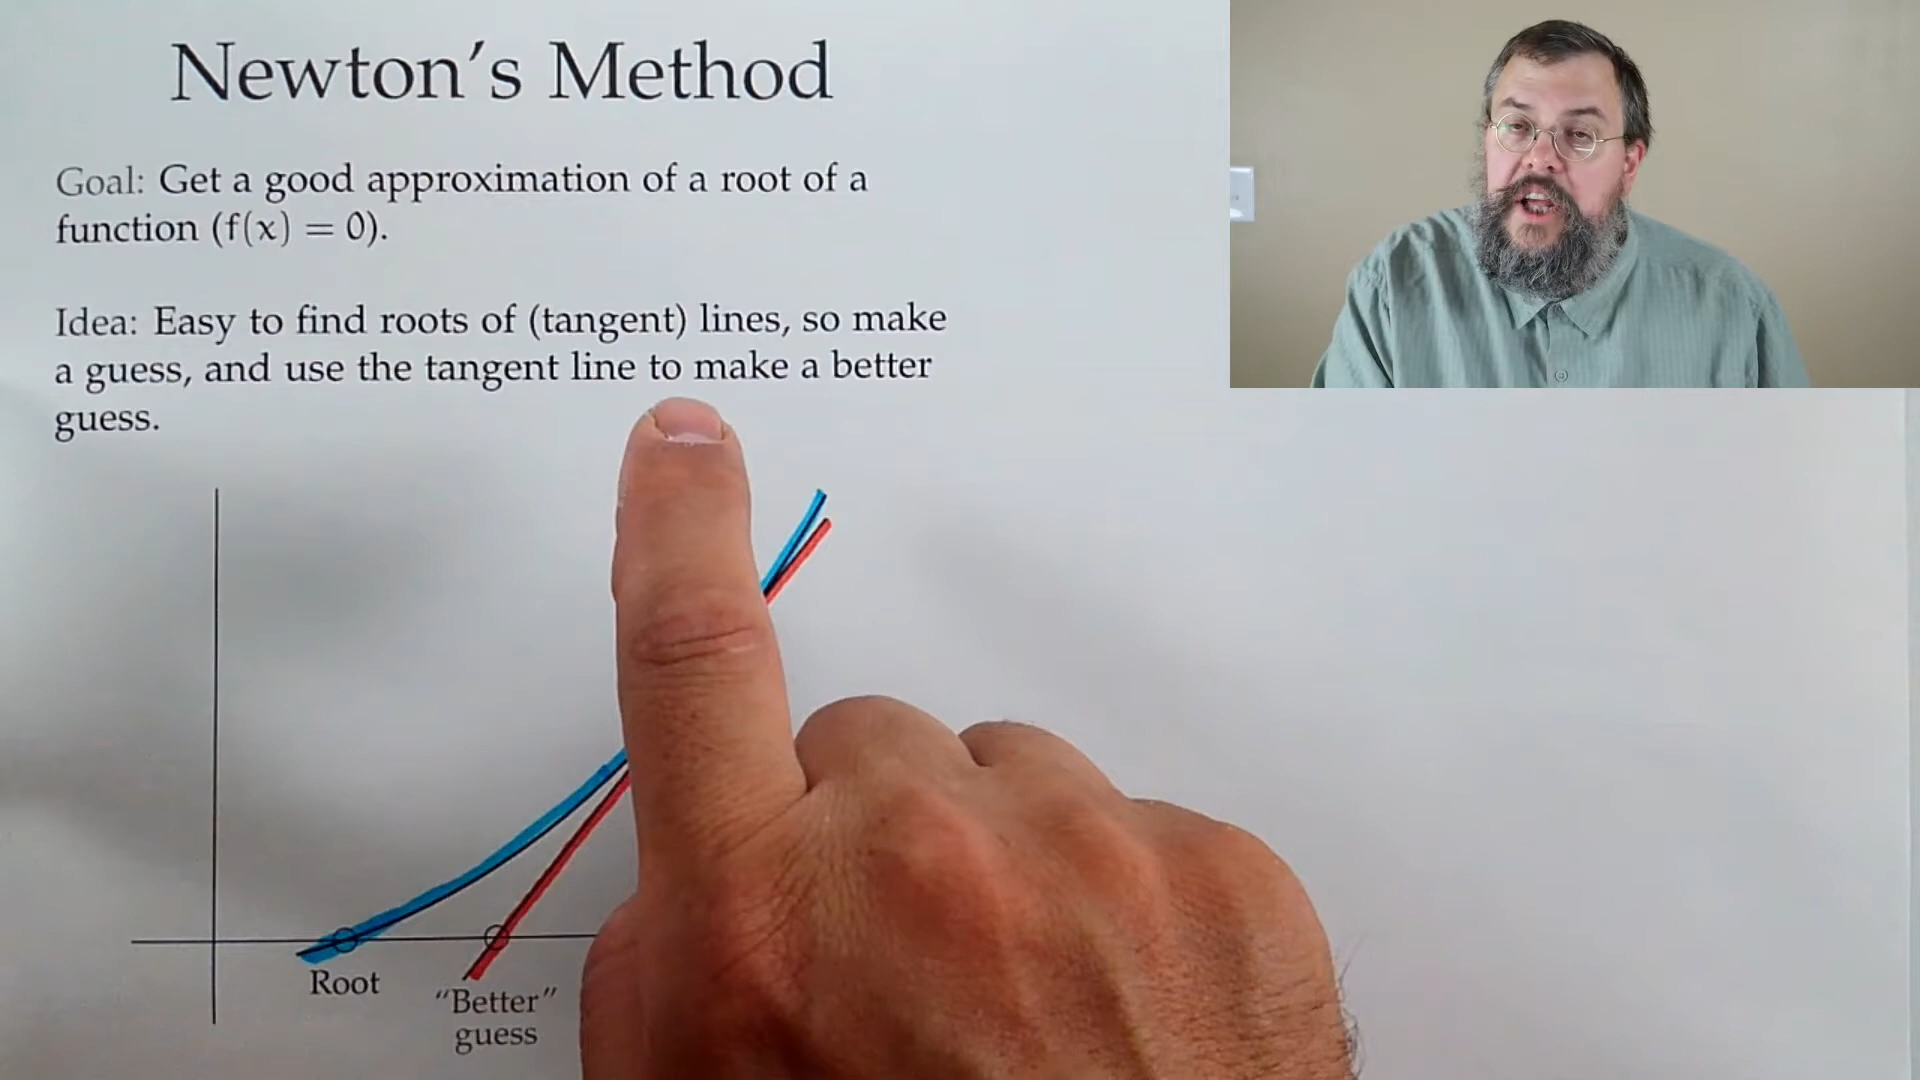 Newton’s Method
Goal: Get a good approximation of a root of a
function (f(x) = 0).
Idea: Easy to find roots of (tangent) lines, so make
a guess, and use the tangent line to make a better
guess.
Root
“Better”
guess